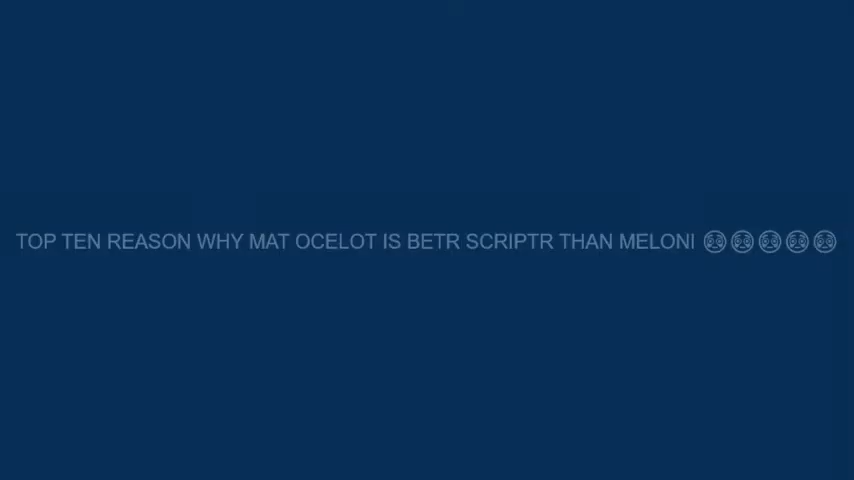 TOP TEN REASON WHY MAT OCELOT IS BETR SCRIPTR THAN MELONI 😵‍💫😵‍💫😵‍💫😵‍💫😵‍💫